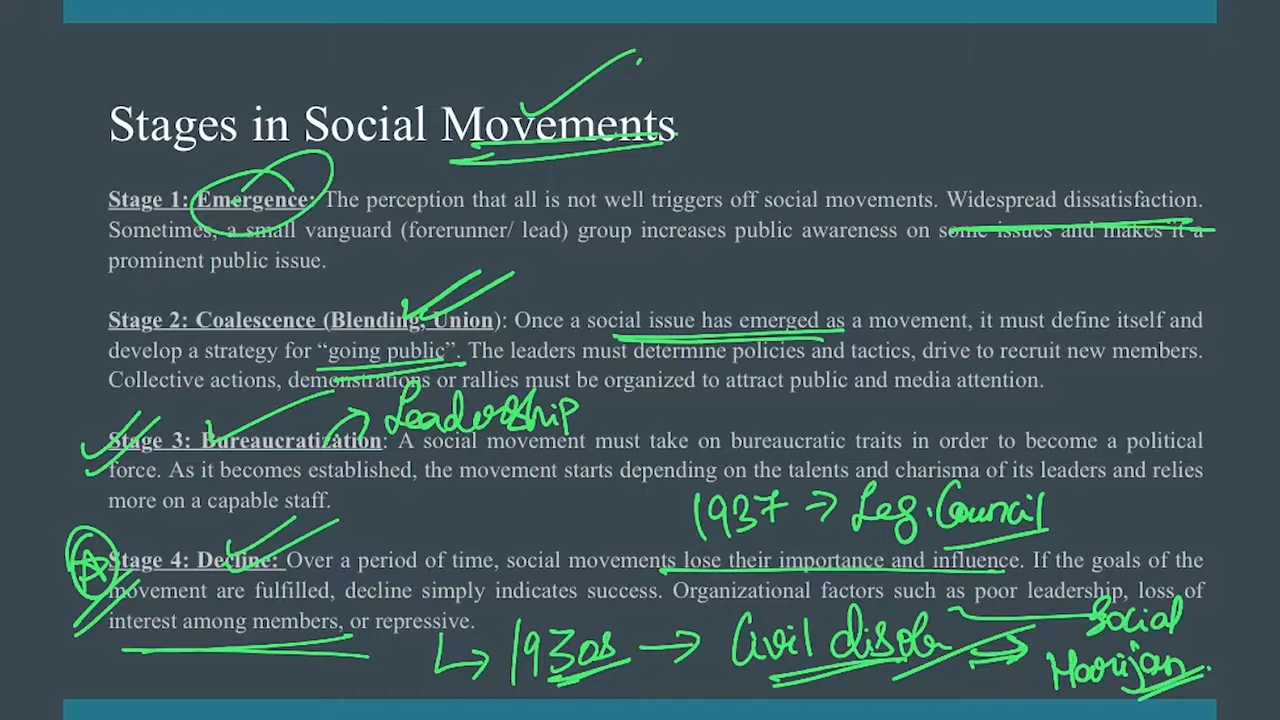 Stages in Social Movements
Stage 1: Emergence: The perception that all is not well triggers off social movements. Widespread dissatisfaction.
Sometimes, a small vanguard (forerunner/ lead) group increases public awareness on some issues and makes it a
prominent public issue.
Stage 2: Coalescence (Blending, Union): Once a social issue has emerged as a movement, it must define itself and
develop a strategy for “going public”. The leaders must determine policies and tactics, drive to recruit new members.
Collective actions, demonstrations or rallies must be organized to attract public and media attention.
Leadership
Stage 3: Bureaucratization: A social movement must take on bureaucratic traits in order to become a political
force. As it becomes established, the movement starts depending on the talents and charisma of its leaders and relies
more on a capable staff.
1937 → Leg. Council
Stage 4: Decline: Over a period of time, social movements lose their importance and influence. If the goals of the
movement are fulfilled, decline simply indicates success. Organizational factors such as poor leadership, loss of
interest among members, or repressive.
1930s → Civil disob
Social